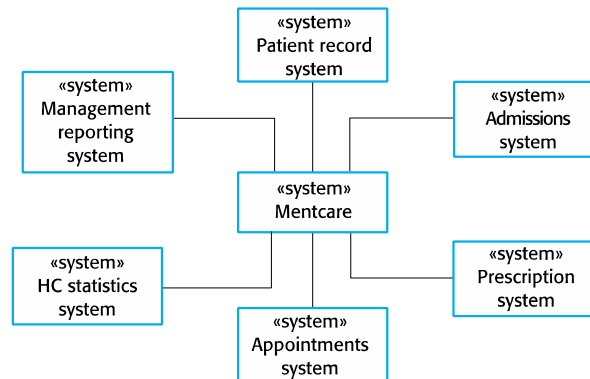 «system»
Patient record
system
«system»
Management
reporting
system
«system»
Admissions
system
«system»
Mentcare
«system»
HC statistics
system
«system»
Prescription
system
«system»
Appointments
system